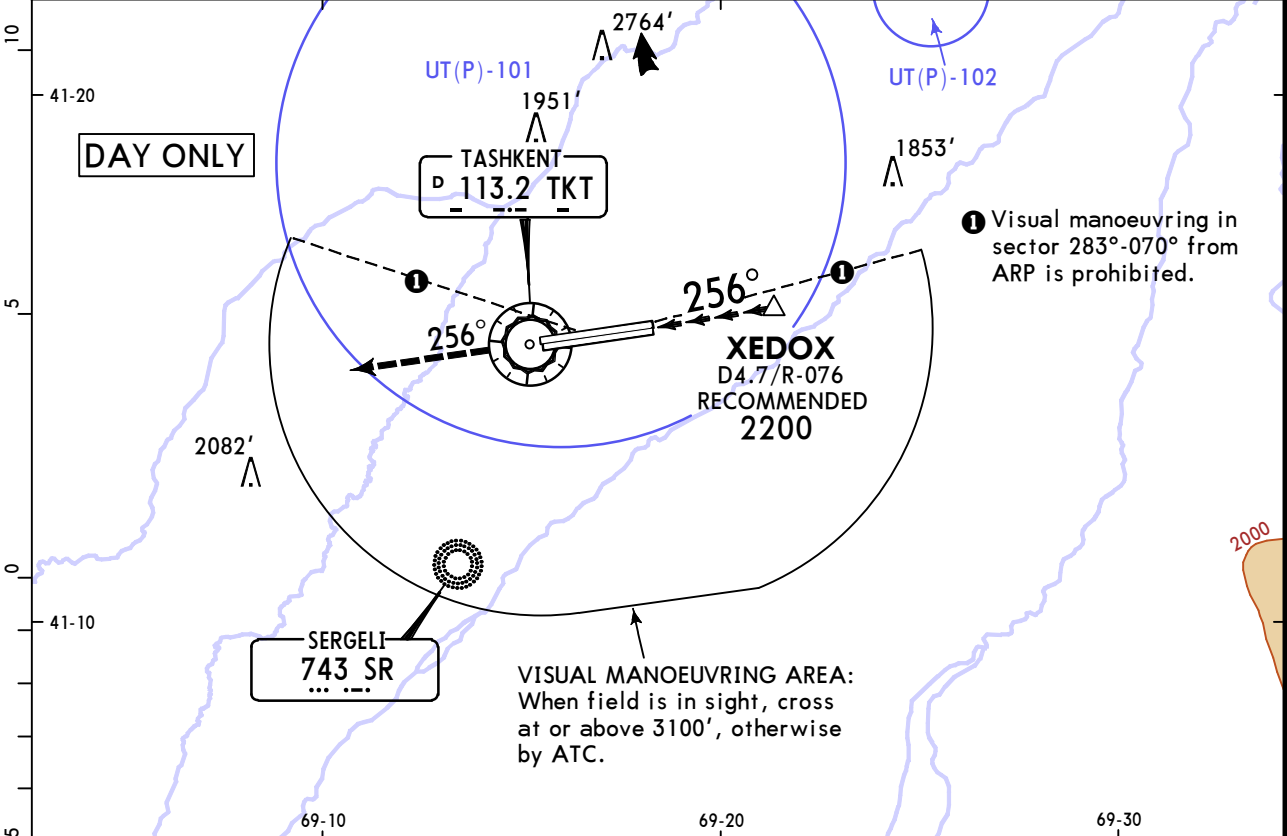 2764′
10
UT(P)-101
UT(P)-102
41-20
1951′
DAY ONLY
TASHKENT
D 113.2 TKT
1853′
1 Visual manoeuvring in
sector 283°-070° from
ARP is prohibited.
1
1
256°
5
256°
XEDOX
D4.7/R-076
RECOMMENDED
2200
2082′
2000
0
41-10
SERGELI
743 SR
VISUAL MANOEUVRING AREA:
When field is in sight, cross
at or above 3100′, otherwise
by ATC.
5
69-10
69-20
69-30